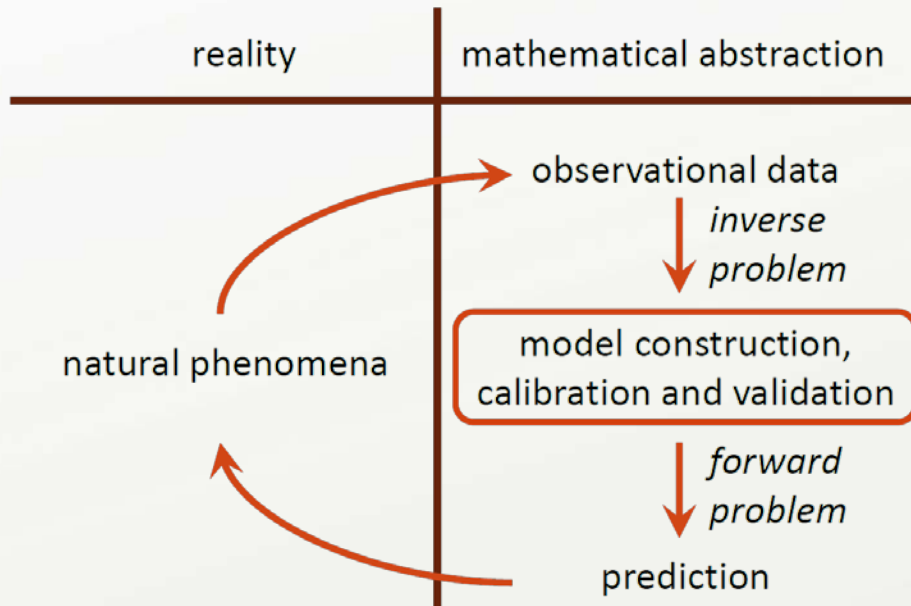 reality
mathematical abstraction
observational data
inverse
problem
natural phenomena
model construction,
calibration and validation
forward
problem
prediction